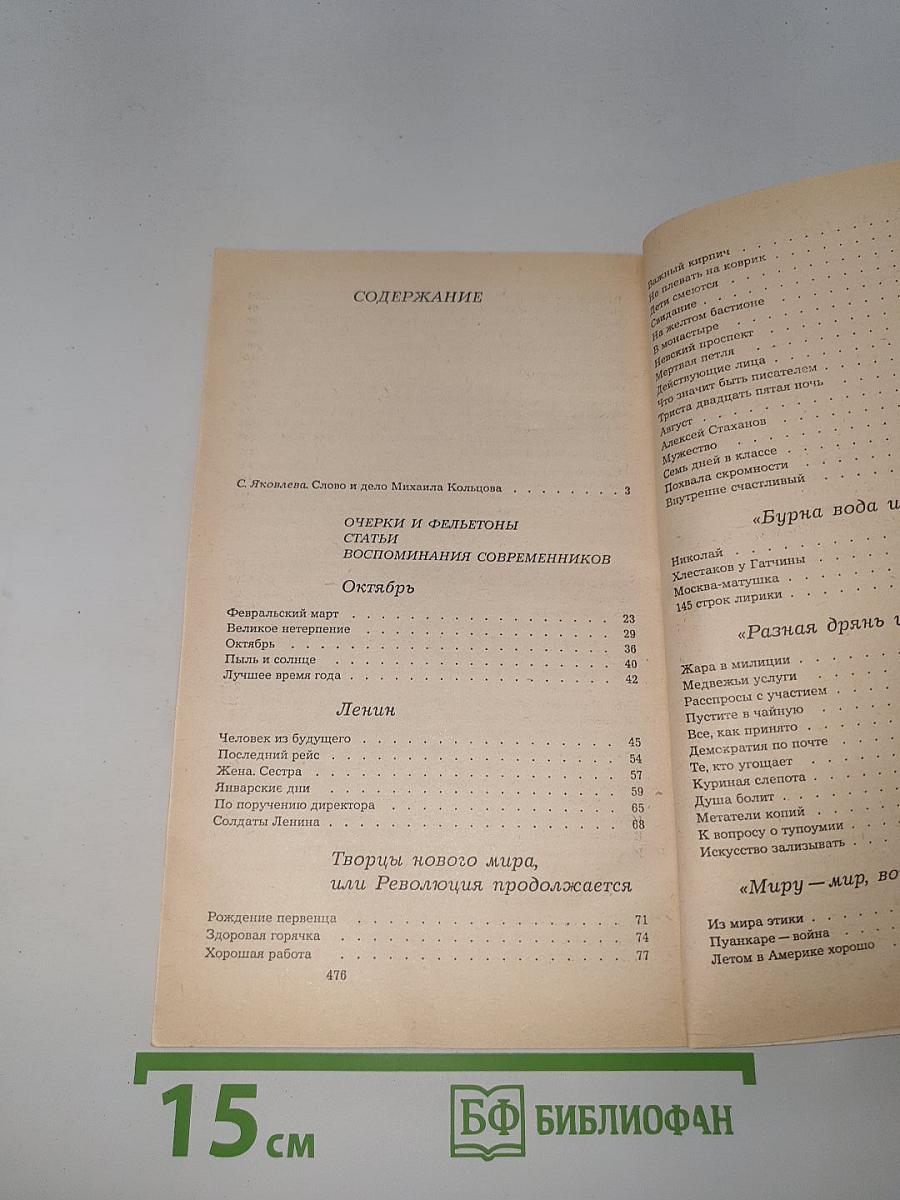 СОДЕРЖАНИЕ
С. Яковлева. Слово и дело Михаила Кольцова . . . . . . . . 3
ОЧЕРКИ И ФЕЛЬЕТОНЫ
СТАТЬИ
ВОСПОМИНАНИЯ СОВРЕМЕННИКОВ
Октябрь
Февральский март . . . . . . . . . . . . . . . . . 23
Великое нетерпение . . . . . . . . . . . . . . . . 29
Октябрь . . . . . . . . . . . . . . . . . . . . . 36
Пыль и солнце . . . . . . . . . . . . . . . . . . 40
Лучшее время года . . . . . . . . . . . . . . . . . 42
Ленин
Человек из будущего . . . . . . . . . . . . . . . . 45
Последний рейс . . . . . . . . . . . . . . . . . . 54
Жена. Сестра . . . . . . . . . . . . . . . . . . . 57
Январские дни . . . . . . . . . . . . . . . . . . 59
По поручению директора . . . . . . . . . . . . . . 65
Солдаты Ленина . . . . . . . . . . . . . . . . . . 68
Творцы нового мира,
или Революция продолжается
Рождение первенца . . . . . . . . . . . . . . . . 71
Здоровая горячка . . . . . . . . . . . . . . . . . 74
Хорошая работа . . . . . . . . . . . . . . . . . 77
476
Важный кирпич
Не плевать на коврик
Дети смеются
Свидание
На желтом бастионе
В монастыре
Невский проспект
Мертвая петля
Действующие лица
Что значит быть писателем
Триста двадцать пятая ночь
Август
Алексей Стаханов
Мужество
Семь дней в классе
Похвала скромности
Внутренне счастливый
«Бурна вода
Николай
Хлестаков у Гатчины
Москва-матушка
145 строк лирики
«Разная дрянь и
Жара в милиции
Медвежьи услуги
Расспросы с участием
Пустите в чайную
Все, как принято
Демократия по почте
Те, кто угощает
Куриная слепота
Душа болит
Метатели копий
К вопросу о тупоумии
Искусство зализывать
«Миру — мир, во
Из мира этики
Пуанкаре — война
Летом в Америке хорошо
15 см
БФ БИБЛИОФАН